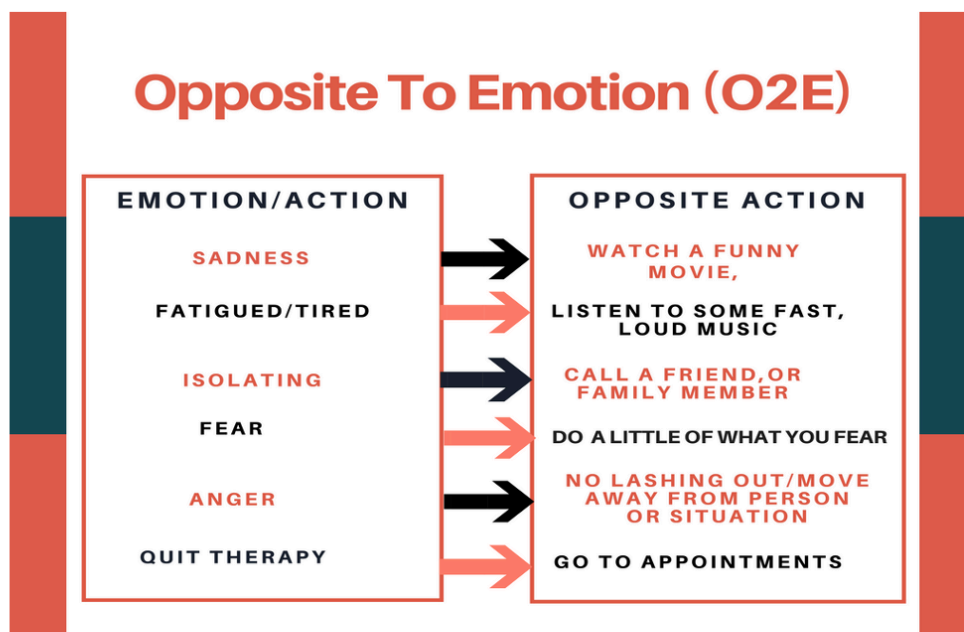 Opposite To Emotion (O2E)
EMOTION/ACTION
SADNESS
FATIGUED/TIRED
ISOLATING
FEAR
ANGER
QUIT THERAPY
OPPOSITE ACTION
WATCH A FUNNY
MOVIE,
LISTEN TO SOME FAST,
LOUD MUSIC
CALL A FRIEND,OR
FAMILY MEMBER
DO A LITTLE OF WHAT YOU FEAR
NO LASHING OUT/MOVE
AWAY FROM PERSON
OR SITUATION
GO TO APPOINTMENTS